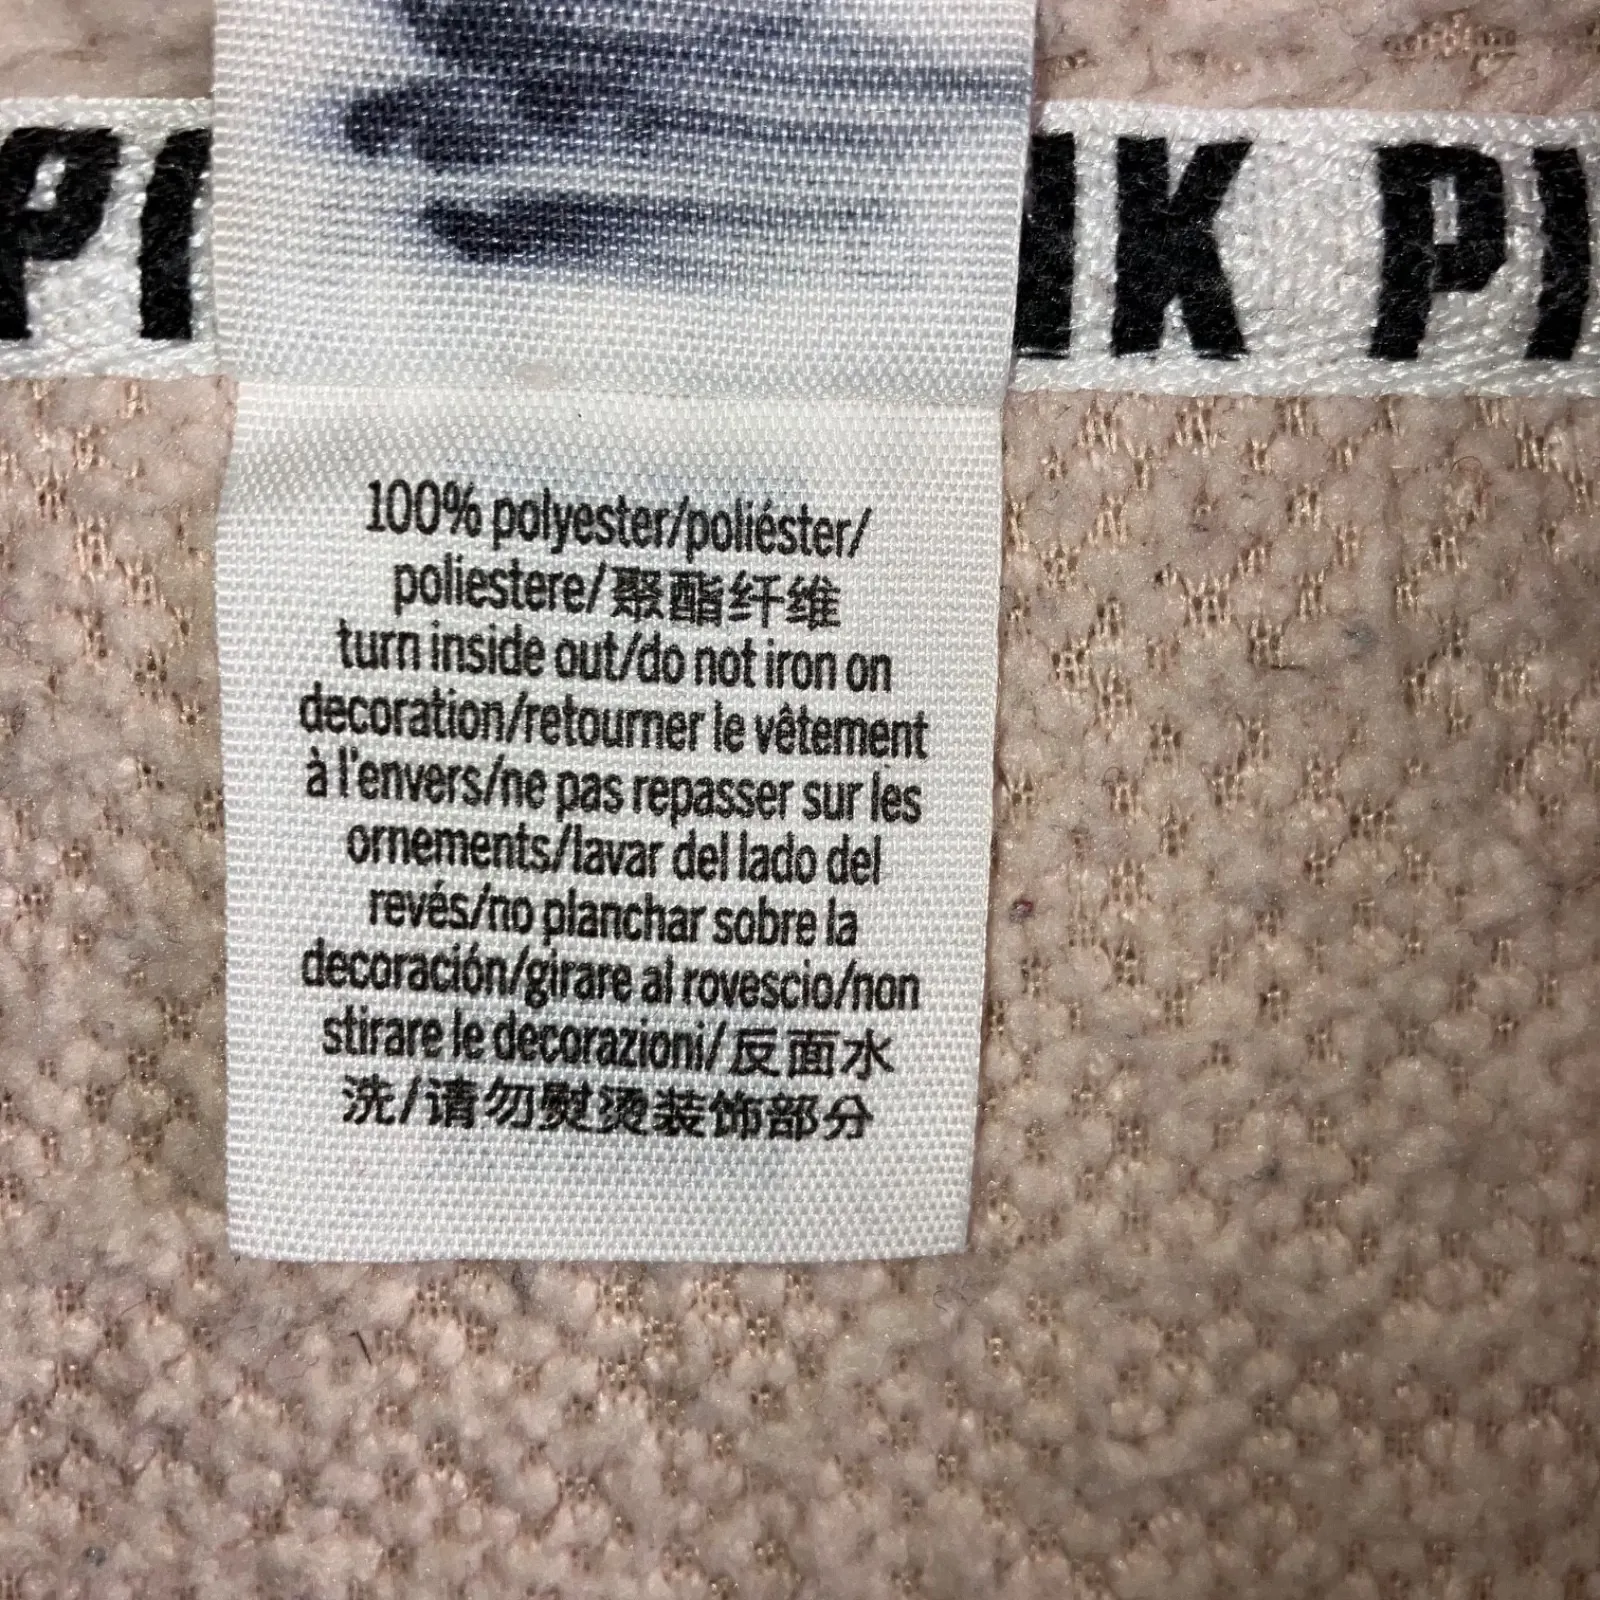 PI NK PI
100% polyester/poliéster/
poliestere/聚酯纤维
turn inside out/do not iron on
decoration/retourner le vêtement
à l'envers/ne pas repasser sur les
ornements/lavar del lado del
revés/no planchar sobre la
decoración/girare al rovescio/non
stirare le decorazioni/反面水
洗/请勿熨烫装饰部分